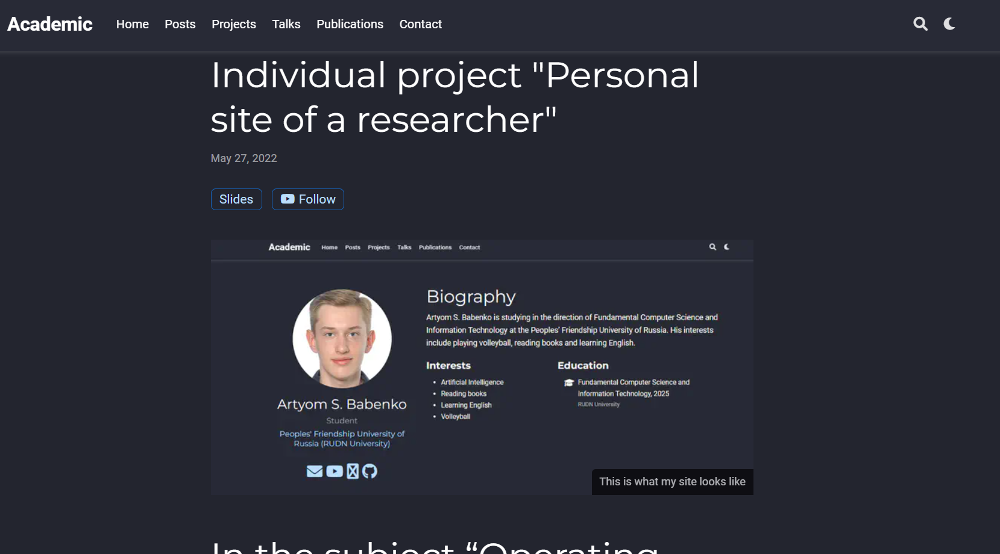 Academic Home Posts Projects Talks Publications Contact
Individual project "Personal
site of a researcher"
May 27, 2022
Slides Follow
Academic Home Posts Projects Talks Publications Contact
Biography
Artyom S. Babenko is studying in the direction of Fundamental Computer Science and
Information Technology at the Peoples’ Friendship University of Russia. His interests
include playing volleyball, reading books and learning English.
Interests
• Artificial Intelligence
• Reading books
• Learning English
• Volleyball
Education
Fundamental Computer Science and
Information Technology, 2025
RUDN University
Artyom S. Babenko
Student
Peoples' Friendship University of
Russia (RUDN University)
This is what my site looks like
In the subject “Operating